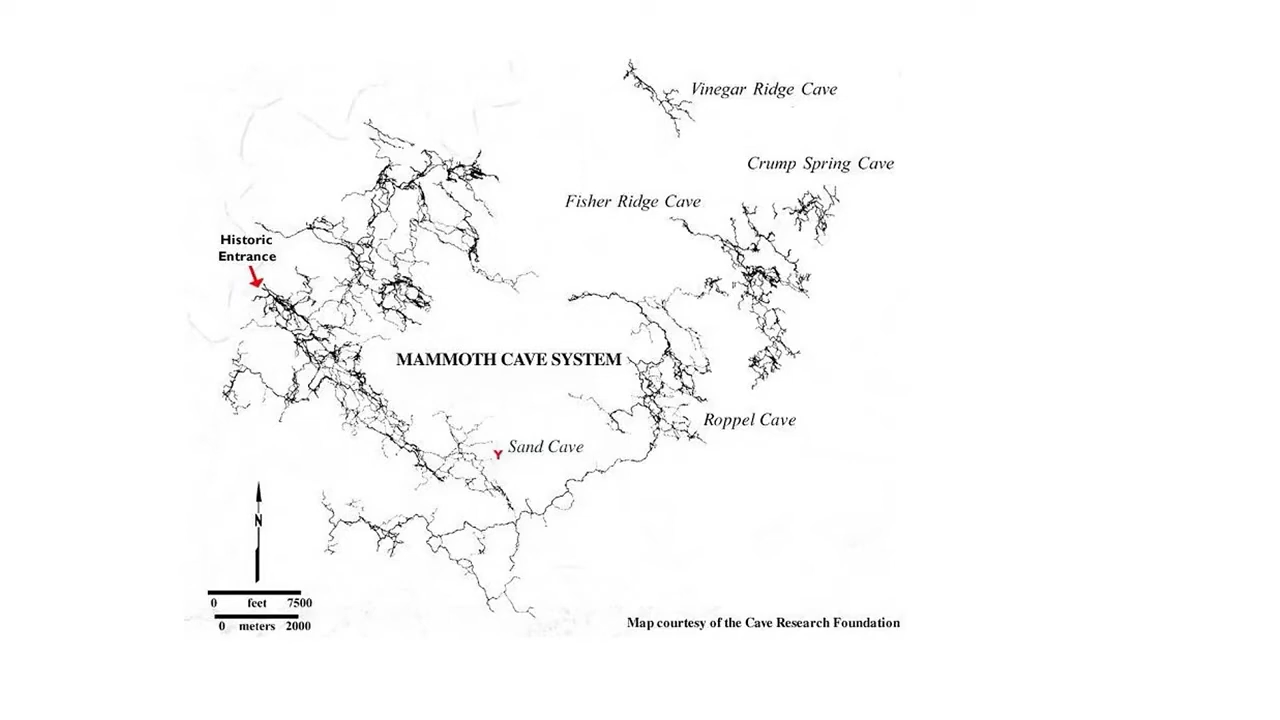 Vinegar Ridge Cave
Crump Spring Cave
Fisher Ridge Cave
Historic
Entrance
MAMMOTH CAVE SYSTEM
Roppel Cave
Y Sand Cave
N
0 feet 7500
0 meters 2000
Map courtesy of the Cave Research Foundation